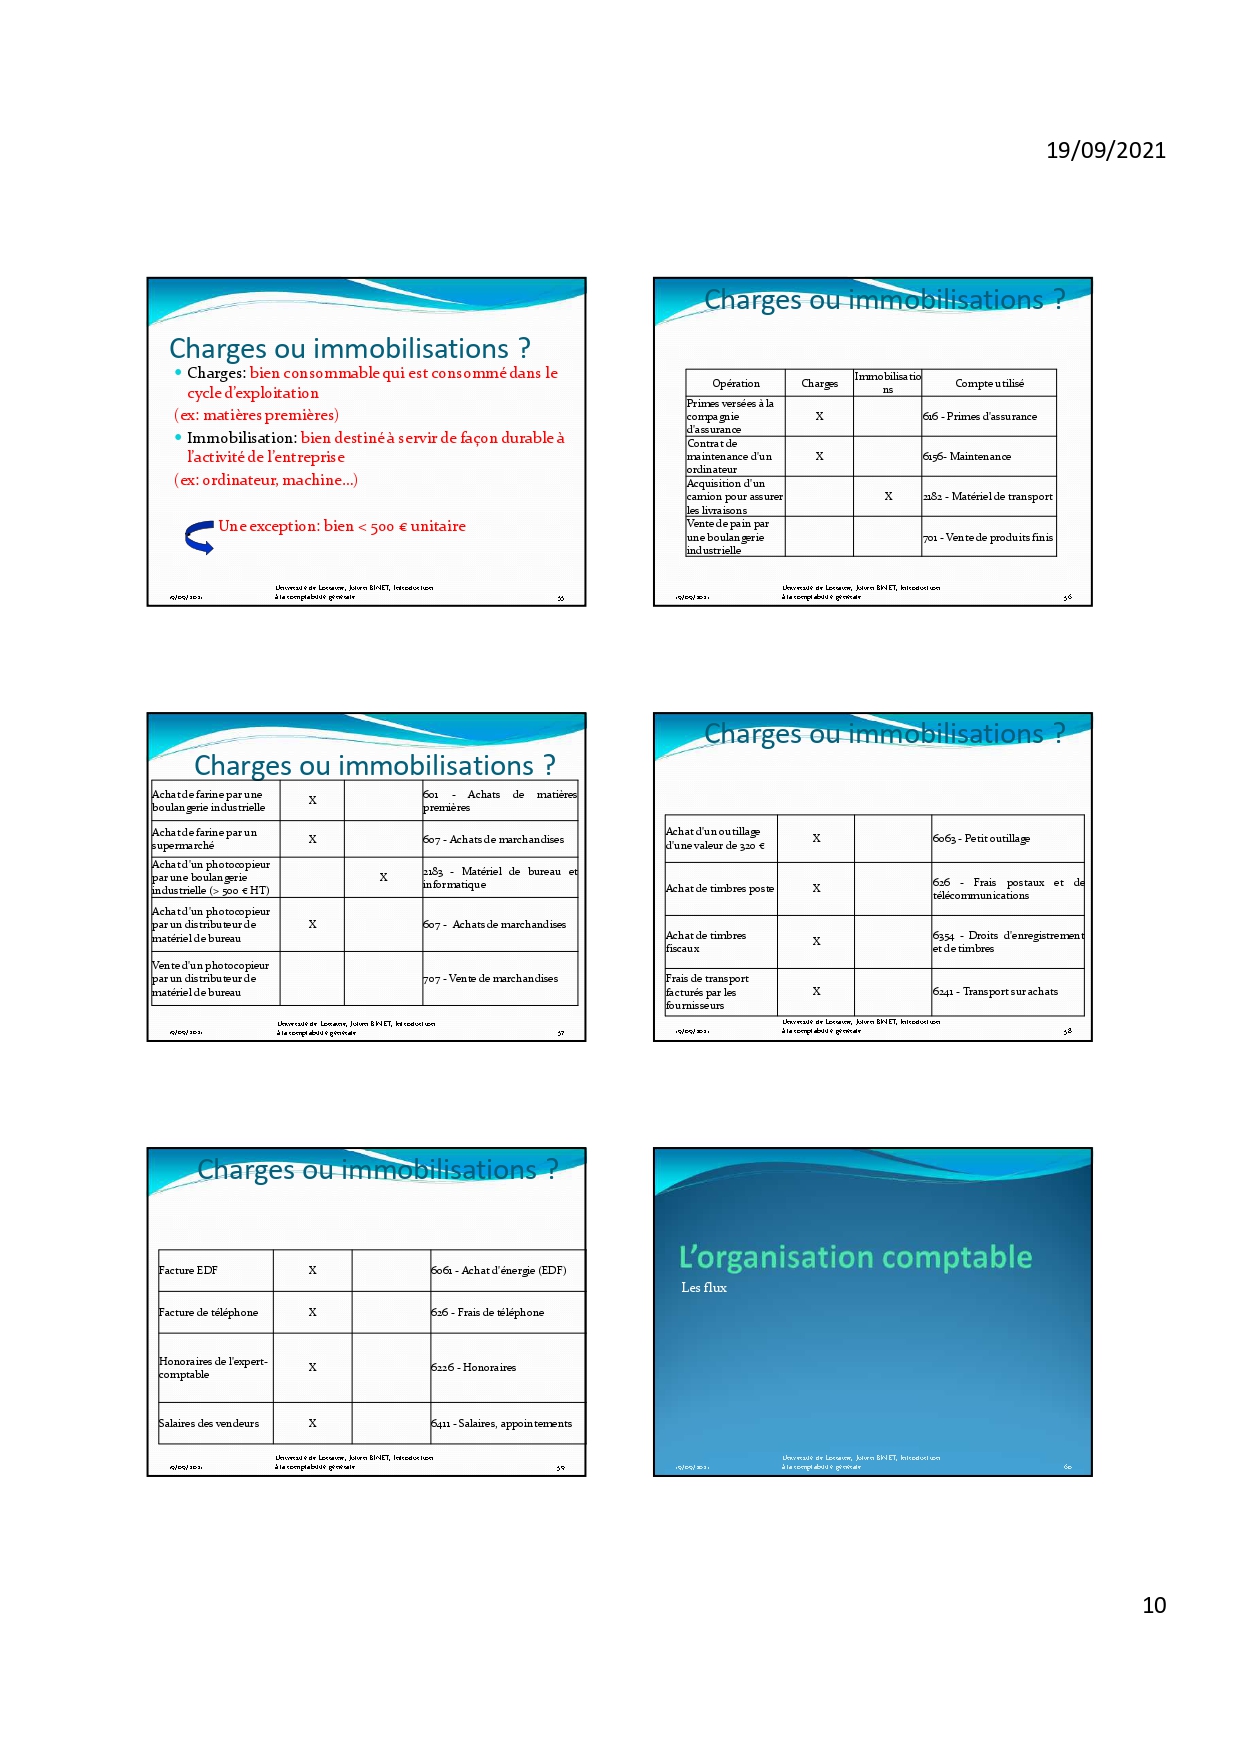 19/09/2021
Charges ou immobilisations ?
• Charges: bien consommable qui est consommé dans le
cycle d'exploitation
(ex: matières premières)
• Immobilisation: bien destiné à servir de façon durable à
l'activité de l'entreprise
(ex: ordinateur, machine…)
Une exception: bien < 500 € unitaire
19/09/2021
Université de Lorraine, Julien BINET, Introduction
à la comptabilité générale
55
Charges ou immobilisations ?
Opération
Charges
Immobilisatio
ns
Compte utilisé
Primes versées à la
compagnie
d'assurance
X
616 - Primes d'assurance
Contrat de
maintenance d'un
ordinateur
X
6156- Maintenance
Acquisition d'un
camion pour assurer
les livraisons
X
2182 - Matériel de transport
Vente de pain par
une boulangerie
industrielle
701 - Vente de produits finis
19/09/2021
Université de Lorraine, Julien BINET, Introduction
à la comptabilité générale
56
Charges ou immobilisations ?
Achat de farine par une
boulangerie industrielle
X
601 - Achats de matières
premières
Achat de farine par un
supermarché
X
607 - Achats de marchandises
Achat d'un photocopieur
par une boulangerie
industrielle (> 500 € HT)
X
2183 - Matériel de bureau et
informatique
Achat d'un photocopieur
par un distributeur de
matériel de bureau
X
607 - Achats de marchandises
Vente d'un photocopieur
par un distributeur de
matériel de bureau
707 - Vente de marchandises
19/09/2021
Université de Lorraine, Julien BINET, Introduction
à la comptabilité générale
57
Charges ou immobilisations ?
Achat d'un outillage
d'une valeur de 320 €
X
6063 - Petit outillage
Achat de timbres poste
X
626 - Frais postaux et de
télécommunications
Achat de timbres
fiscaux
X
6354 - Droits d'enregistrement
et de timbres
Frais de transport
facturés par les
fournisseurs
X
6241 - Transport sur achats
19/09/2021
Université de Lorraine, Julien BINET, Introduction
à la comptabilité générale
58
Charges ou immobilisations ?
Facture EDF
X
6061 - Achat d'énergie (EDF)
Facture de téléphone
X
626 - Frais de téléphone
Honoraires de l'expert-
comptable
X
6226 - Honoraires
Salaires des vendeurs
X
6411 - Salaires, appointements
19/09/2021
Université de Lorraine, Julien BINET, Introduction
à la comptabilité générale
59
L'organisation comptable
Les flux
19/09/2021
Université de Lorraine, Julien BINET, Introduction
à la comptabilité générale
60
10